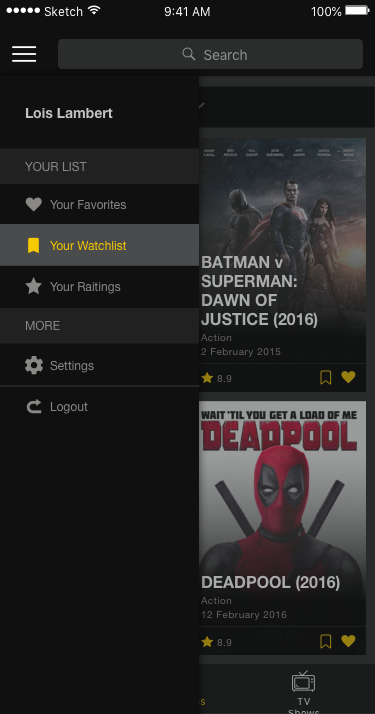 Sketch 9:41 AM 100%
Search
Lois Lambert
YOUR LIST
Your Favorites
Your Watchlist
Your Raitings
MORE
Settings
Logout
BATMAN v
SUPERMAN:
DAWN OF
JUSTICE (2016)
Action
2 February 2015
8.9
WAIT 'TIL YOU GET A LOAD OF ME
DEADPOOL
DEADPOOL (2016)
Action
12 February 2016
8.9
TV
Shows